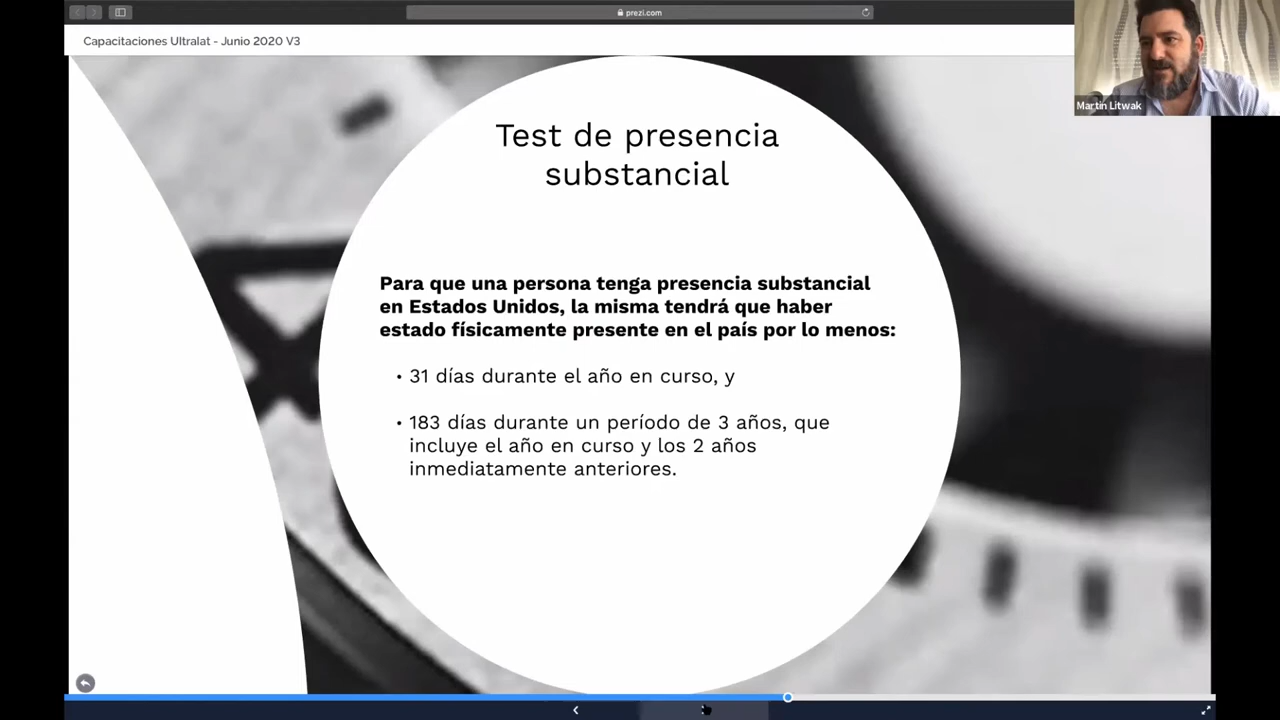 prezi.com
Capacitaciones Ultralat - Junio 2020 V3
Martin Litwak
Test de presencia
substancial
Para que una persona tenga presencia substancial
en Estados Unidos, la misma tendrá que haber
estado físicamente presente en el país por lo menos:
• 31 días durante el año en curso, y
• 183 días durante un período de 3 años, que
incluye el año en curso y los 2 años
inmediatamente anteriores.